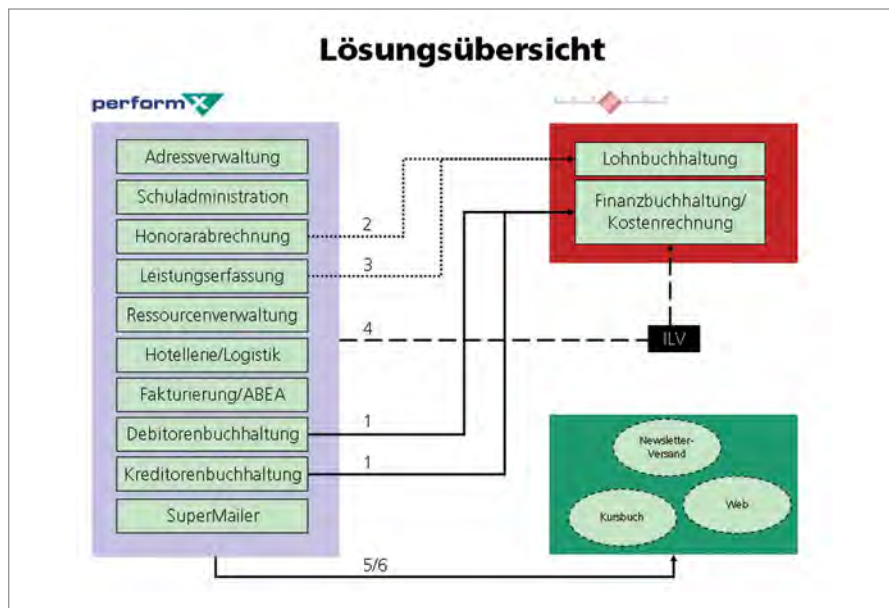 Lösungsübersicht
performX
Adressverwaltung
Schuladministration
Honorarabrechnung
Leistungserfassung
Ressourcenverwaltung
Hotellerie/Logistik
Fakturierung/ABEA
Debitorenbuchhaltung
Kreditorenbuchhaltung
SuperMailer
2
3
4
1
1
5/6
Lohnbuchhaltung
Finanzbuchhaltung/
Kostenrechnung
ILV
Newsletter-
Versand
Kursbuch
Web